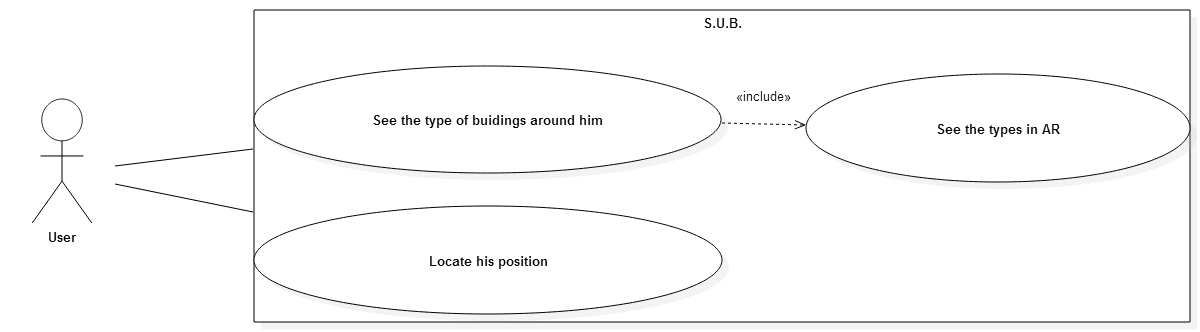 S.U.B.
«include»
See the type of buidings around him
See the types in AR
User
Locate his position